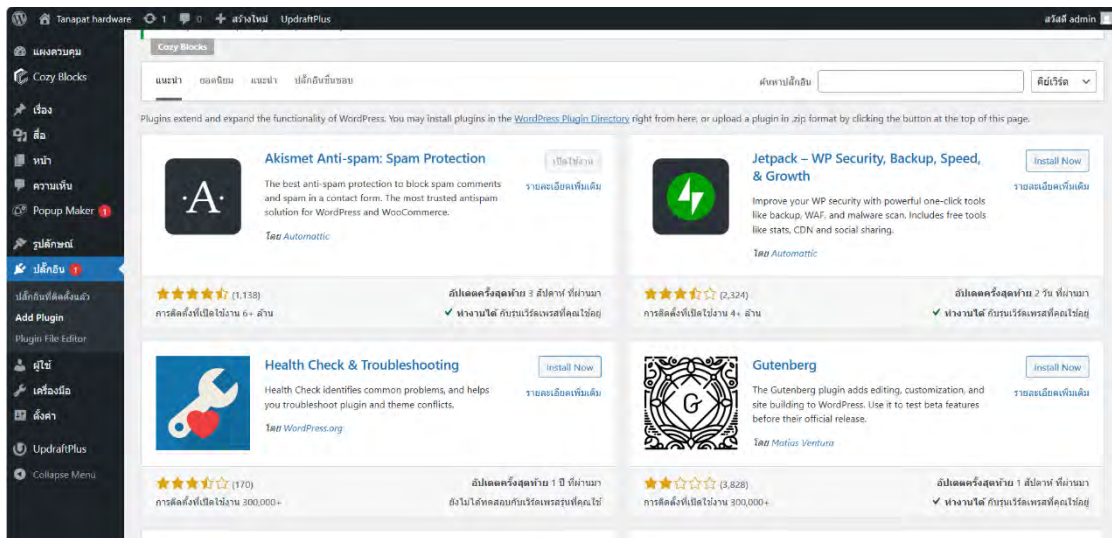 Tanapat hardware 1 0 + สร้างใหม่ UpdraftPlus สวัสดี admin
แผงควบคุม
Cozy Blocks
เรื่อง
สื่อ
หน้า
ความเห็น
Popup Maker 1
รูปลักษณ์
ปลั๊กอิน 1
ปลั๊กอินที่ติดตั้งแล้ว
Add Plugin
Plugin File Editor
ผู้ใช้
เครื่องมือ
ตั้งค่า
UpdraftPlus
Collapse Menu
Cozy Blocks
แนะนำ ยอดนิยม แนะนำ ปลั๊กอินชื่นชอบ ค้นหาปลั๊กอิน คีย์เวิร์ด
Plugins extend and expand the functionality of WordPress. You may install plugins in the WordPress Plugin Directory right from here, or upload a plugin in .zip format by clicking the button at the top of this page.
A
Akismet Anti-spam: Spam Protection
เปิดใช้งาน
รายละเอียดเพิ่มเติม
The best anti-spam protection to block spam comments
and spam in a contact form. The most trusted antispam
solution for WordPress and WooCommerce.
โดย Automattic
(1,138) อัปเดตครั้งสุดท้าย 3 สัปดาห์ ที่ผ่านมา
การติดตั้งที่เปิดใช้งาน 6+ ล้าน ✔ ทำงานได้ กับรุ่นเวิร์ดเพรสที่คุณใช้อยู่
Jetpack – WP Security, Backup, Speed,
& Growth
Install Now
รายละเอียดเพิ่มเติม
Improve your WP security with powerful one-click tools
like backup, WAF, and malware scan. Includes free tools
like stats, CDN and social sharing.
โดย Automattic
(2,324) อัปเดตครั้งสุดท้าย 2 วัน ที่ผ่านมา
การติดตั้งที่เปิดใช้งาน 4+ ล้าน ✔ ทำงานได้ กับรุ่นเวิร์ดเพรสที่คุณใช้อยู่
Health Check & Troubleshooting
Install Now
รายละเอียดเพิ่มเติม
Health Check identifies common problems, and helps
you troubleshoot plugin and theme conflicts.
โดย WordPress.org
(170) อัปเดตครั้งสุดท้าย 1 ปี ที่ผ่านมา
การติดตั้งที่เปิดใช้งาน 300,000+ ยังไม่ได้ทดสอบกับเวิร์ดเพรสรุ่นที่คุณใช้
G
Gutenberg
Install Now
รายละเอียดเพิ่มเติม
The Gutenberg plugin adds editing, customization, and
site building to WordPress. Use it to test beta features
before their official release.
โดย Matias Ventura
(3,828) อัปเดตครั้งสุดท้าย 1 สัปดาห์ ที่ผ่านมา
การติดตั้งที่เปิดใช้งาน 300,000+ ✔ ทำงานได้ กับรุ่นเวิร์ดเพรสที่คุณใช้อยู่